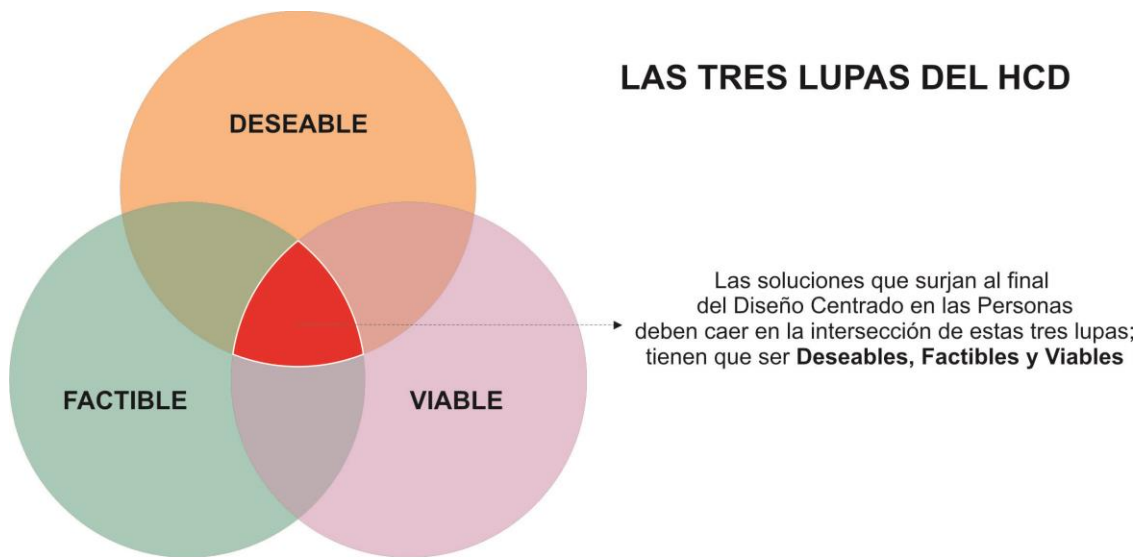 LAS TRES LUPAS DEL HCD
DESEABLE
FACTIBLE
VIABLE
Las soluciones que surjan al final
del Diseño Centrado en las Personas
deben caer en la intersección de estas tres lupas;
tienen que ser Deseables, Factibles y Viables